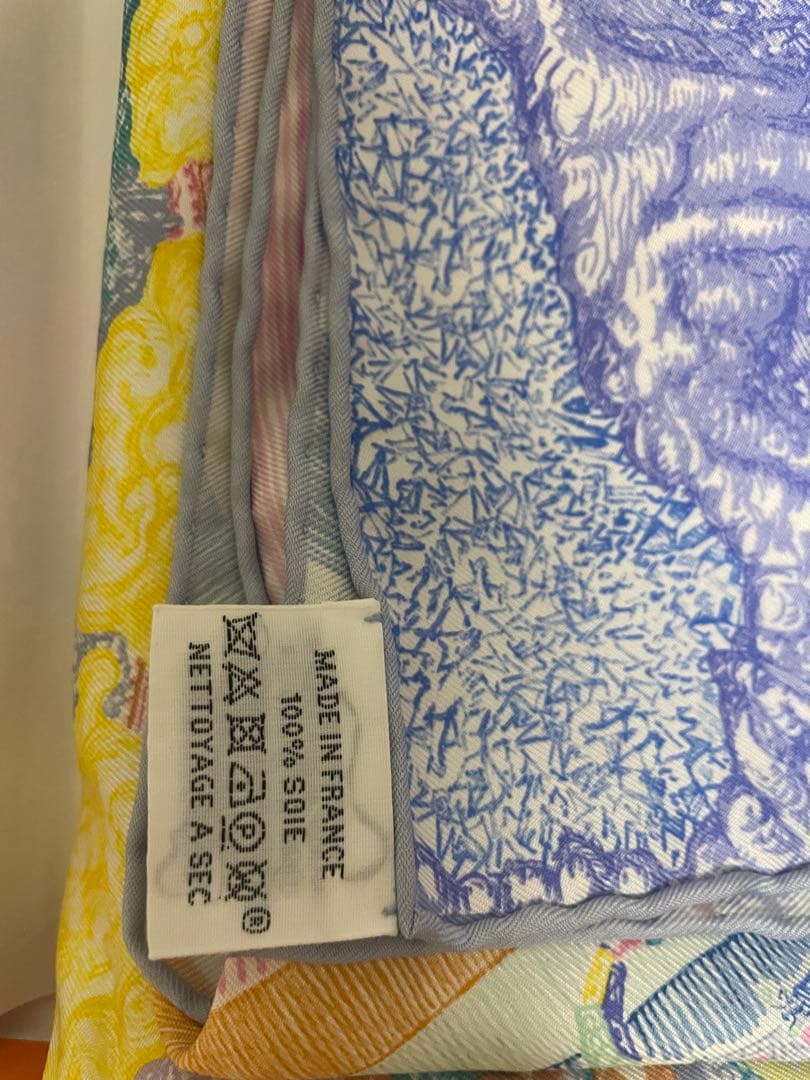 MADE IN FRANCE
100% SOIE
®
NETTOYAGE A SEC